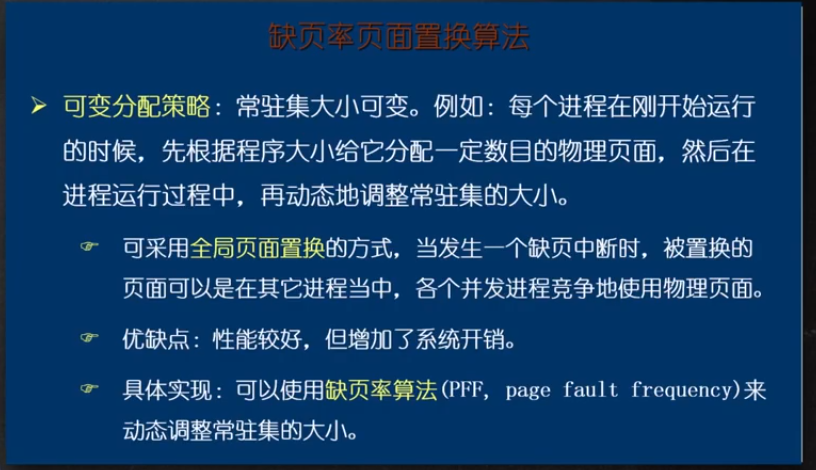 缺页率页面置换算法
可变分配策略：常驻集大小可变。例如：每个进程在刚开始运行
的时候，先根据程序大小给它分配一定数目的物理页面，然后在
进程运行过程中，再动态地调整常驻集的大小。
可采用全局页面置换的方式，当发生一个缺页中断时，被置换的
页面可以是在其它进程当中，各个并发进程竞争地使用物理页面。
优缺点：性能较好，但增加了系统开销。
具体实现：可以使用缺页率算法(PFF, page fault frequency)来
动态调整常驻集的大小。